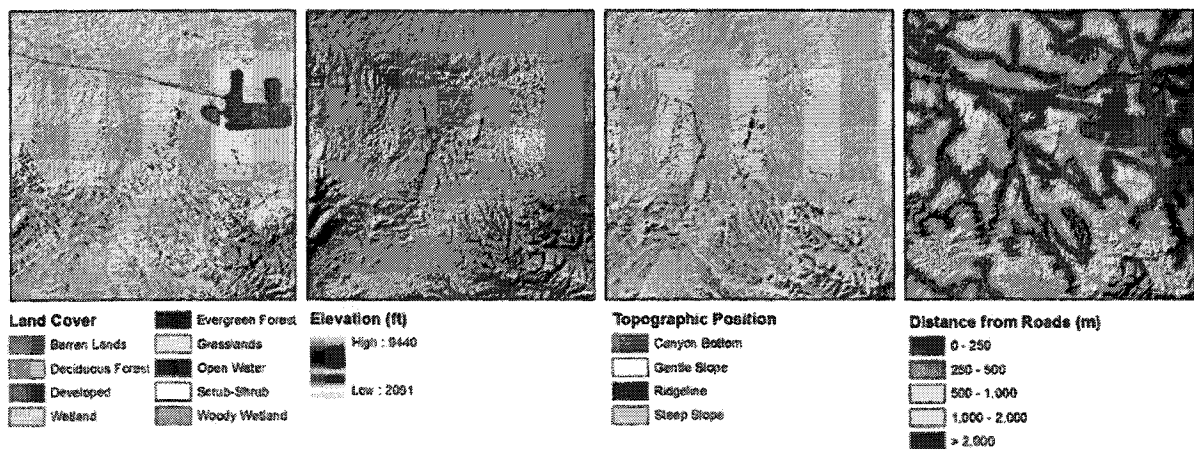 Land Cover
Barren Lands
Deciduous Forest
Developed
Wetland
Evergreen Forest
Grasslands
Open Water
Scrub-Shrub
Woody Wetland
Elevation (ft)
High : 9440
Low : 2091
Topographic Position
Canyon Bottom
Gentle Slope
Ridgeline
Steep Slope
Distance from Roads (m)
0 - 250
250 - 500
500 - 1,000
1,000 - 2,000
> 2,000